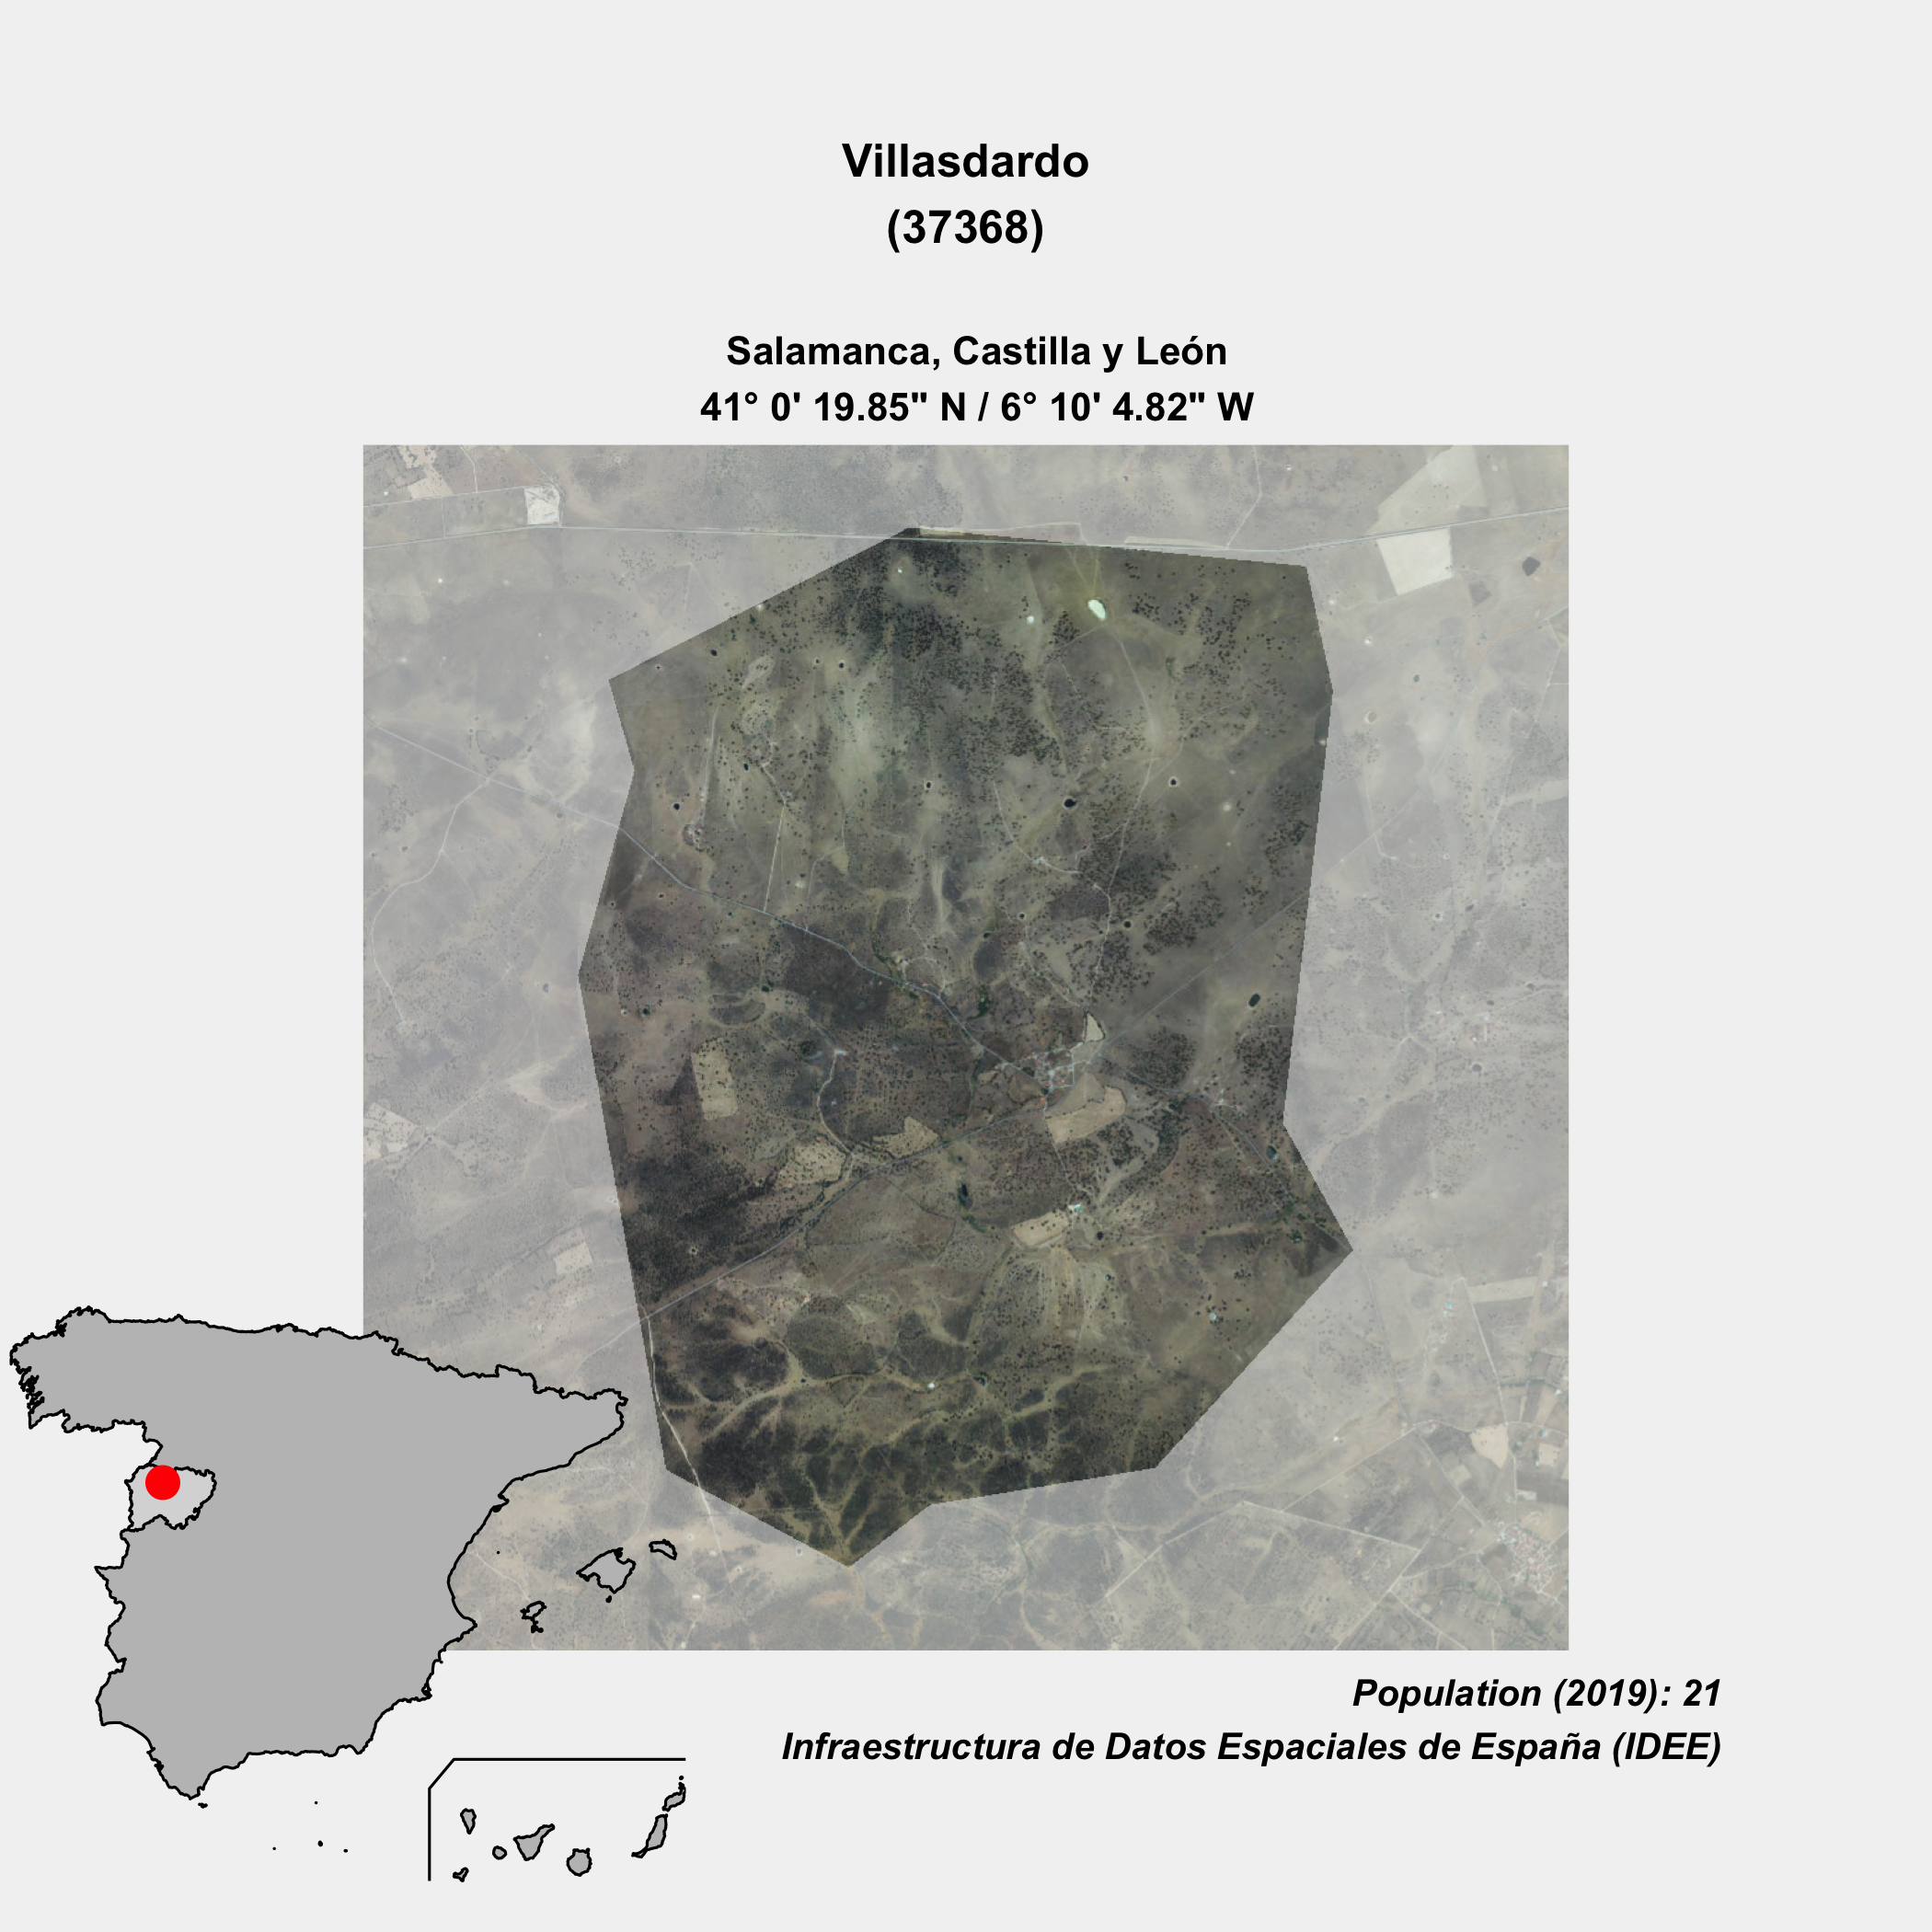 Villasdardo
(37368)
Salamanca, Castilla y León
41° 0' 19.85" N / 6° 10' 4.82" W
Population (2019): 21
Infraestructura de Datos Espaciales de España (IDEE)